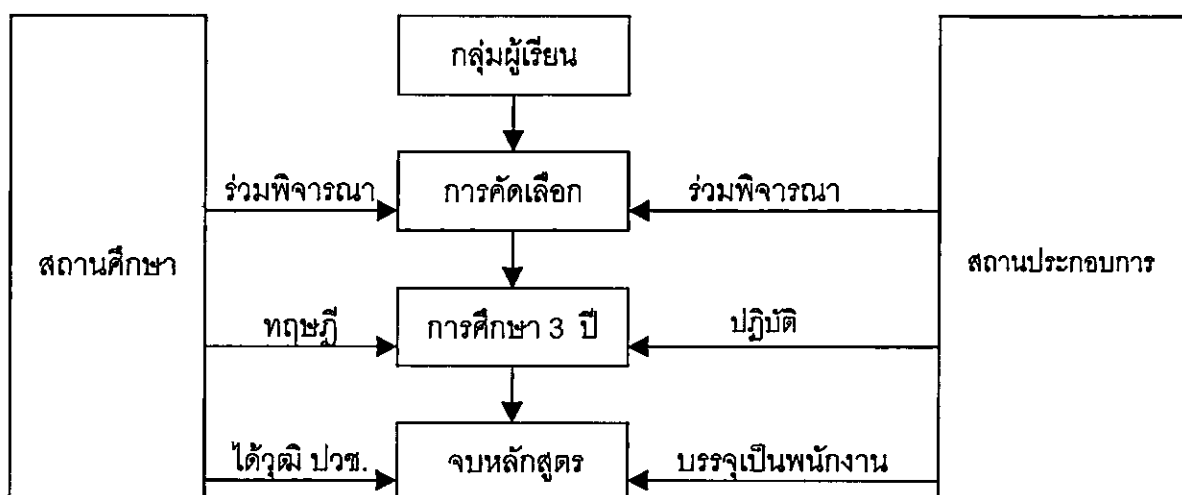 กลุ่มผู้เรียน
ร่วมพิจารณา
การคัดเลือก
ร่วมพิจารณา
สถานศึกษา
สถานประกอบการ
ทฤษฎี
การศึกษา 3 ปี
ปฏิบัติ
ได้วุฒิ ปวช.
จบหลักสูตร
บรรจุเป็นพนักงาน